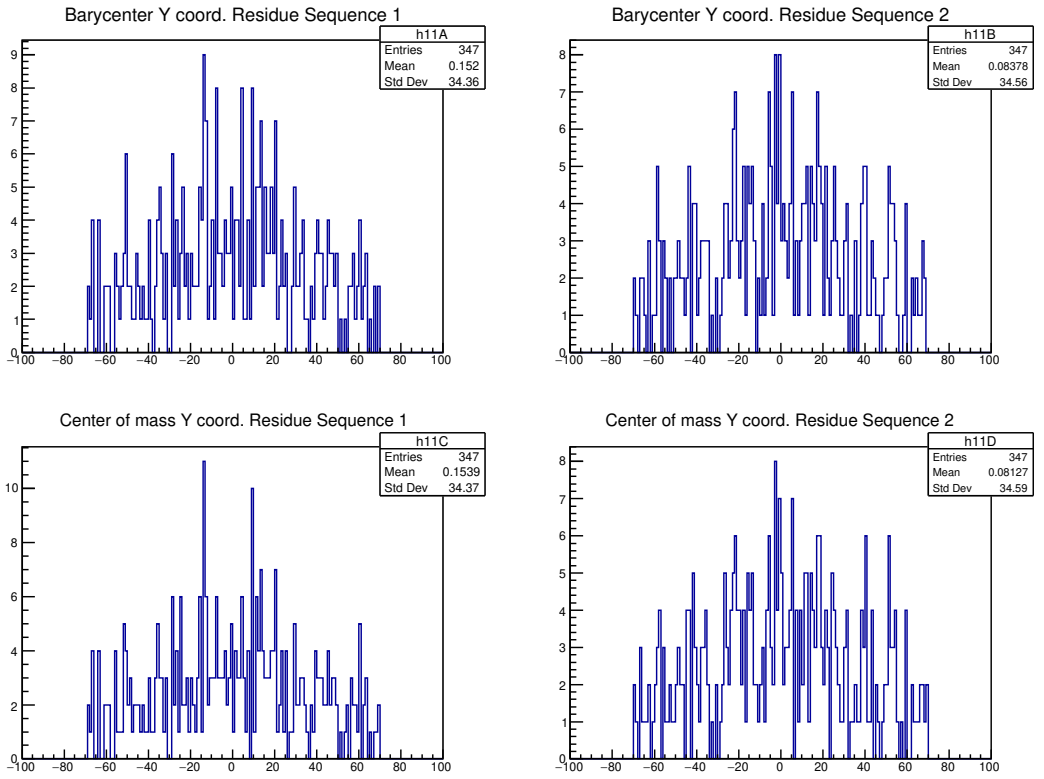 Barycenter Y coord. Residue Sequence 1
h11A
Entries 347
Mean 0.152
Std Dev 34.36
9
8
7
6
5
4
3
2
1
0
−100 −80 −60 −40 −20 0 20 40 60 80 100
Barycenter Y coord. Residue Sequence 2
h11B
Entries 347
Mean 0.08378
Std Dev 34.56
8
7
6
5
4
3
2
1
0
−100 −80 −60 −40 −20 0 20 40 60 80 100
Center of mass Y coord. Residue Sequence 1
h11C
Entries 347
Mean 0.1539
Std Dev 34.37
10
8
6
4
2
0
−100 −80 −60 −40 −20 0 20 40 60 80 100
Center of mass Y coord. Residue Sequence 2
h11D
Entries 347
Mean 0.08127
Std Dev 34.59
8
7
6
5
4
3
2
1
0
−100 −80 −60 −40 −20 0 20 40 60 80 100